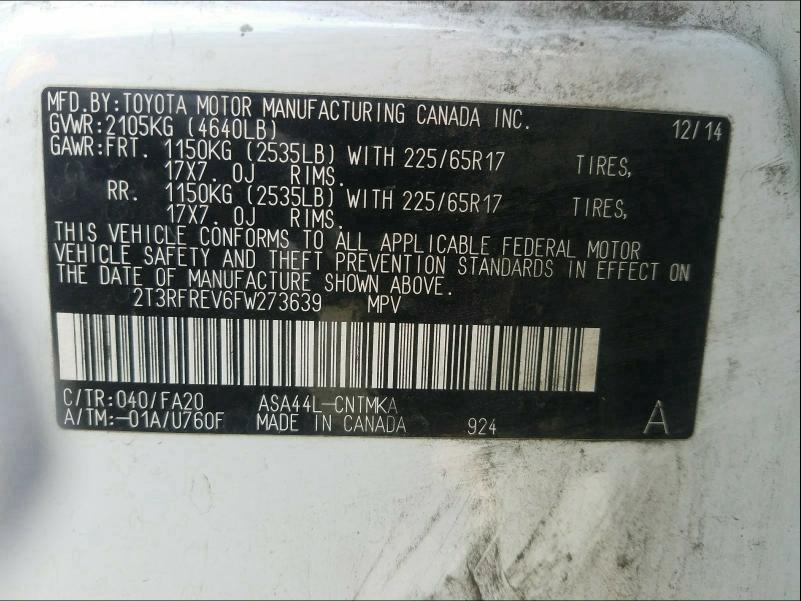 MFD.BY:TOYOTA MOTOR MANUFACTURING CANADA INC.
GVWR:2105KG (4640LB) 12/14
GAWR:FRT. 1150KG (2535LB) WITH 225/65R17 TIRES,
17X7. 0J RIMS.
RR. 1150KG (2535LB) WITH 225/65R17 TIRES,
17X7. 0J RIMS.
THIS VEHICLE CONFORMS TO ALL APPLICABLE FEDERAL MOTOR
VEHICLE SAFETY AND THEFT PREVENTION STANDARDS IN EFFECT ON
THE DATE OF MANUFACTURE SHOWN ABOVE.
2T3RFREV6FW273639 MPV
C/TR:040/FA20 ASA44L-CNTMKA
A/TM:-01A/U760F MADE IN CANADA 924 A